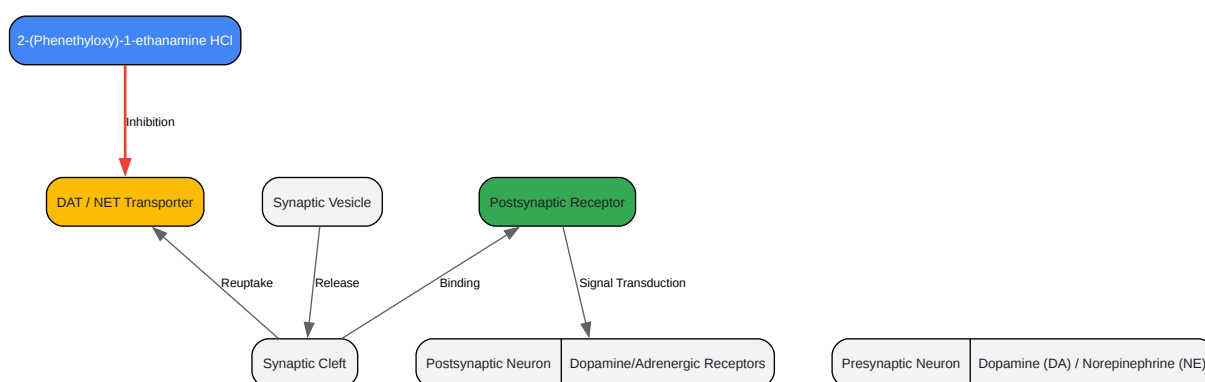 2-(Phenethyloxy)-1-ethanamine HCl
Inhibition
DAT / NET Transporter
Synaptic Vesicle
Postsynaptic Receptor
Reuptake
Release
Binding
Signal Transduction
Synaptic Cleft
Postsynaptic Neuron
Dopamine/Adrenergic Receptors
Presynaptic Neuron
Dopamine (DA) / Norepinephrine (NE)